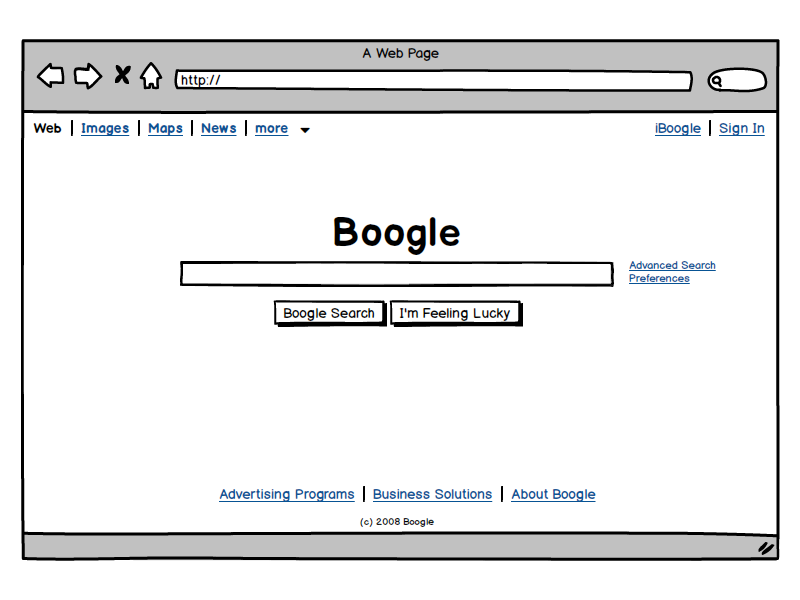 A Web Page
http://
Web Images Maps News more iBoogle Sign In
Boogle
Advanced Search
Preferences
Boogle Search I'm Feeling Lucky
Advertising Programs Business Solutions About Boogle
(c) 2008 Boogle